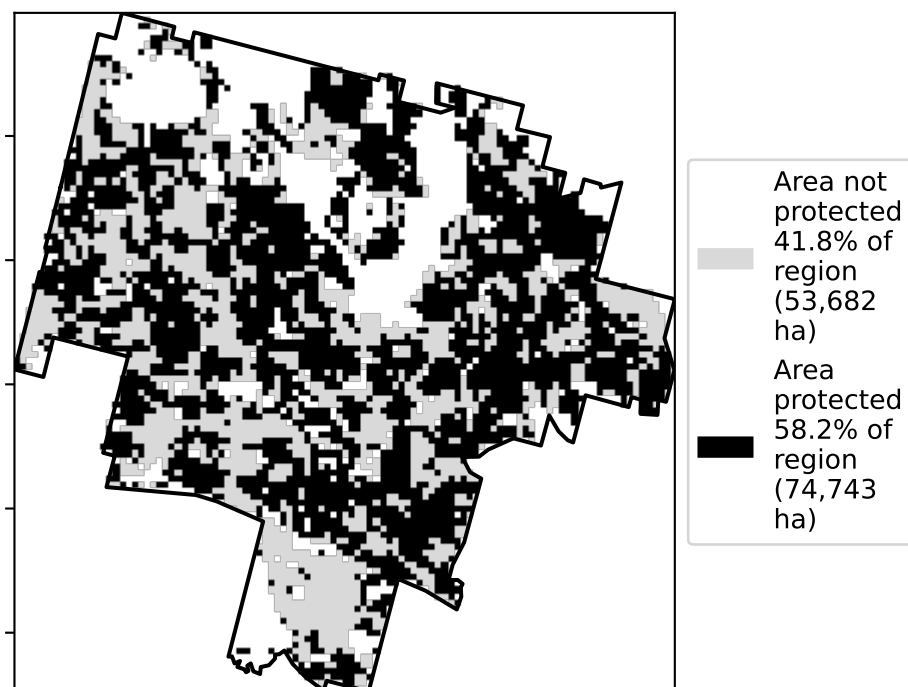 Area not
protected
41.8% of
region
(53,682
ha)
Area
protected
58.2% of
region
(74,743
ha)